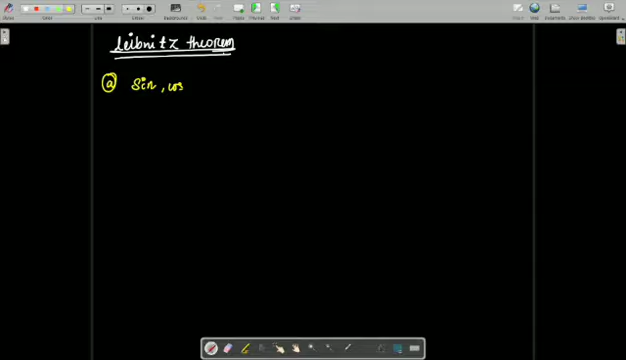 Leibnitz theorem
a Sin, cos